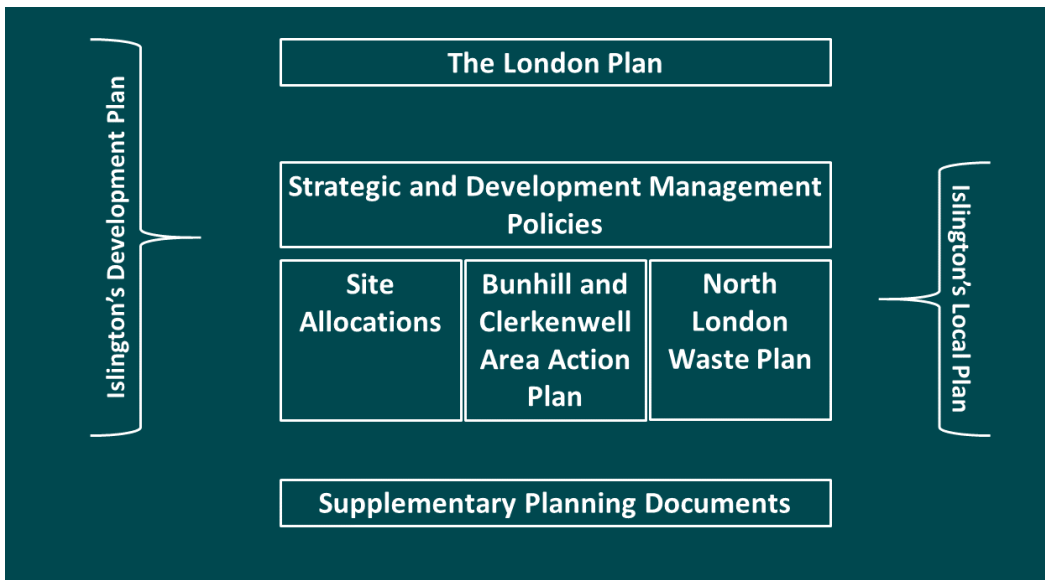 Islington's Development Plan
The London Plan
Strategic and Development Management
Policies
Site
Allocations
Bunhill and
Clerkenwell
Area Action
Plan
North
London
Waste Plan
Islington's Local Plan
Supplementary Planning Documents